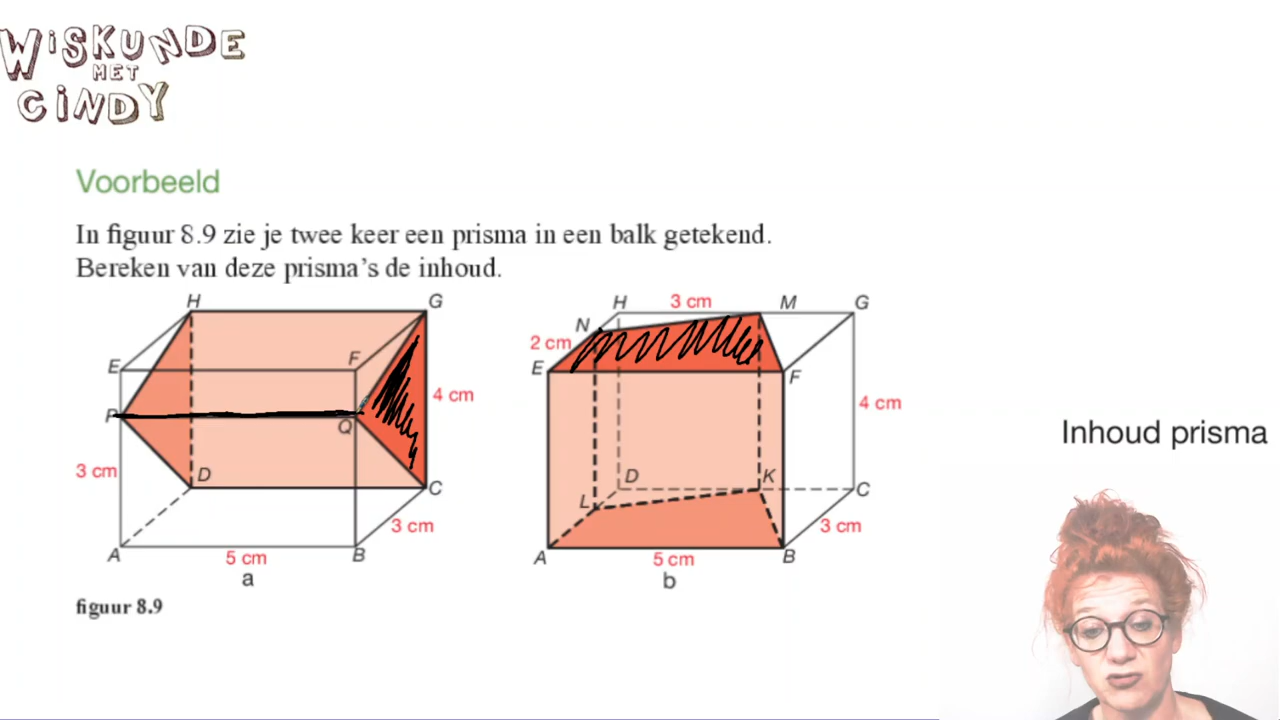 WiSKUNDE
MET
CiNDY
Voorbeeld
In figuur 8.9 zie je twee keer een prisma in een balk getekend.
Bereken van deze prisma's de inhoud.
H G
E F
P Q
4 cm
3 cm
D C
3 cm
A B
5 cm
a
H 3 cm M G
N
2 cm
E F
4 cm
D K C
L
3 cm
A B
5 cm
b
figuur 8.9
Inhoud prisma